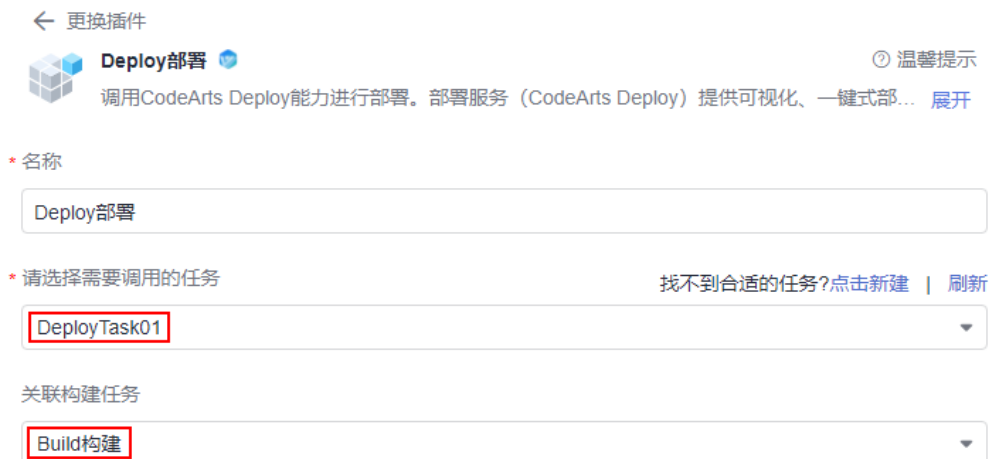 更换插件
Deploy部署
温馨提示
调用CodeArts Deploy能力进行部署。部署服务（CodeArts Deploy）提供可视化、一键式部... 展开
* 名称
Deploy部署
* 请选择需要调用的任务
找不到合适的任务?点击新建 | 刷新
DeployTask01
关联构建任务
Build构建